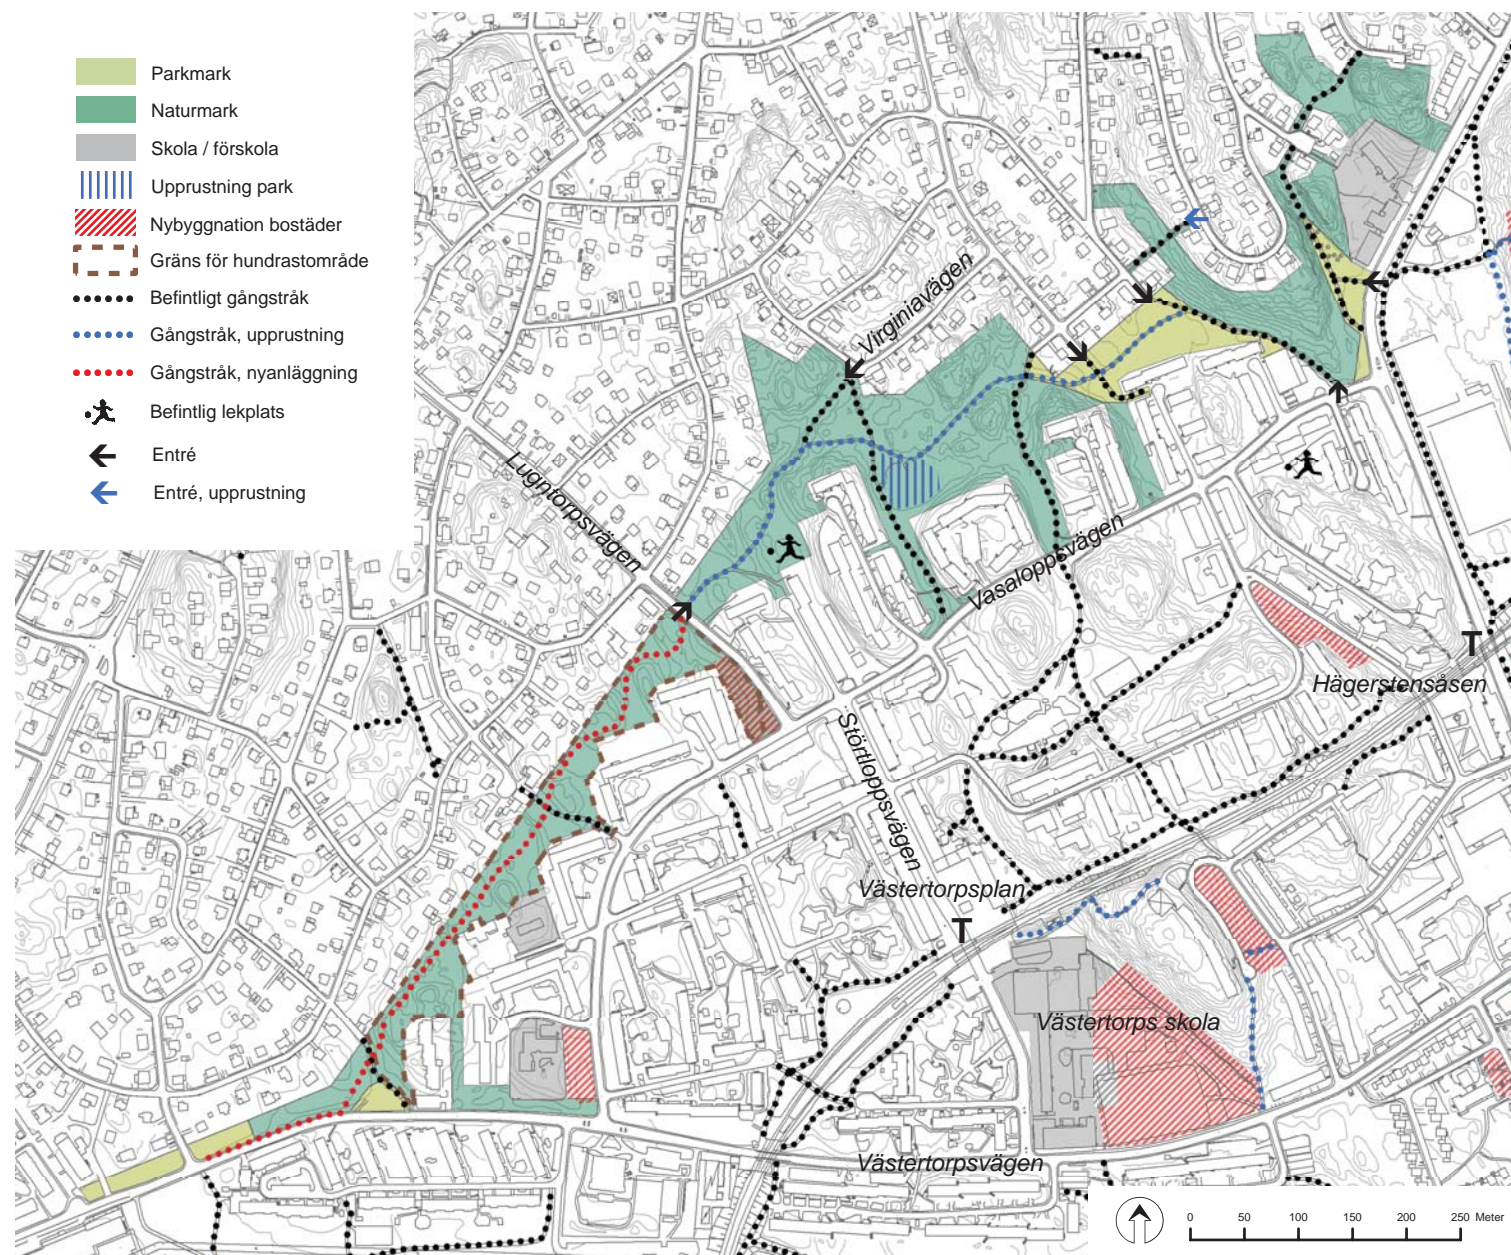 Parkmark
Naturmark
Skola / förskola
Upprustning park
Nybyggnation bostäder
Gräns för hundrastområde
Befintligt gångstråk
Gångstråk, upprustning
Gångstråk, nyanläggning
Befintlig lekplats
Entré
Entré, upprustning
Virginiavägen
Lugntorpsvägen
Vasaloppsvägen
T
Hägerstensåsen
Störtloppsvägen
Västertorpsplan
T
Västertorps skola
Västertorpsvägen
0 50 100 150 200 250 Meter